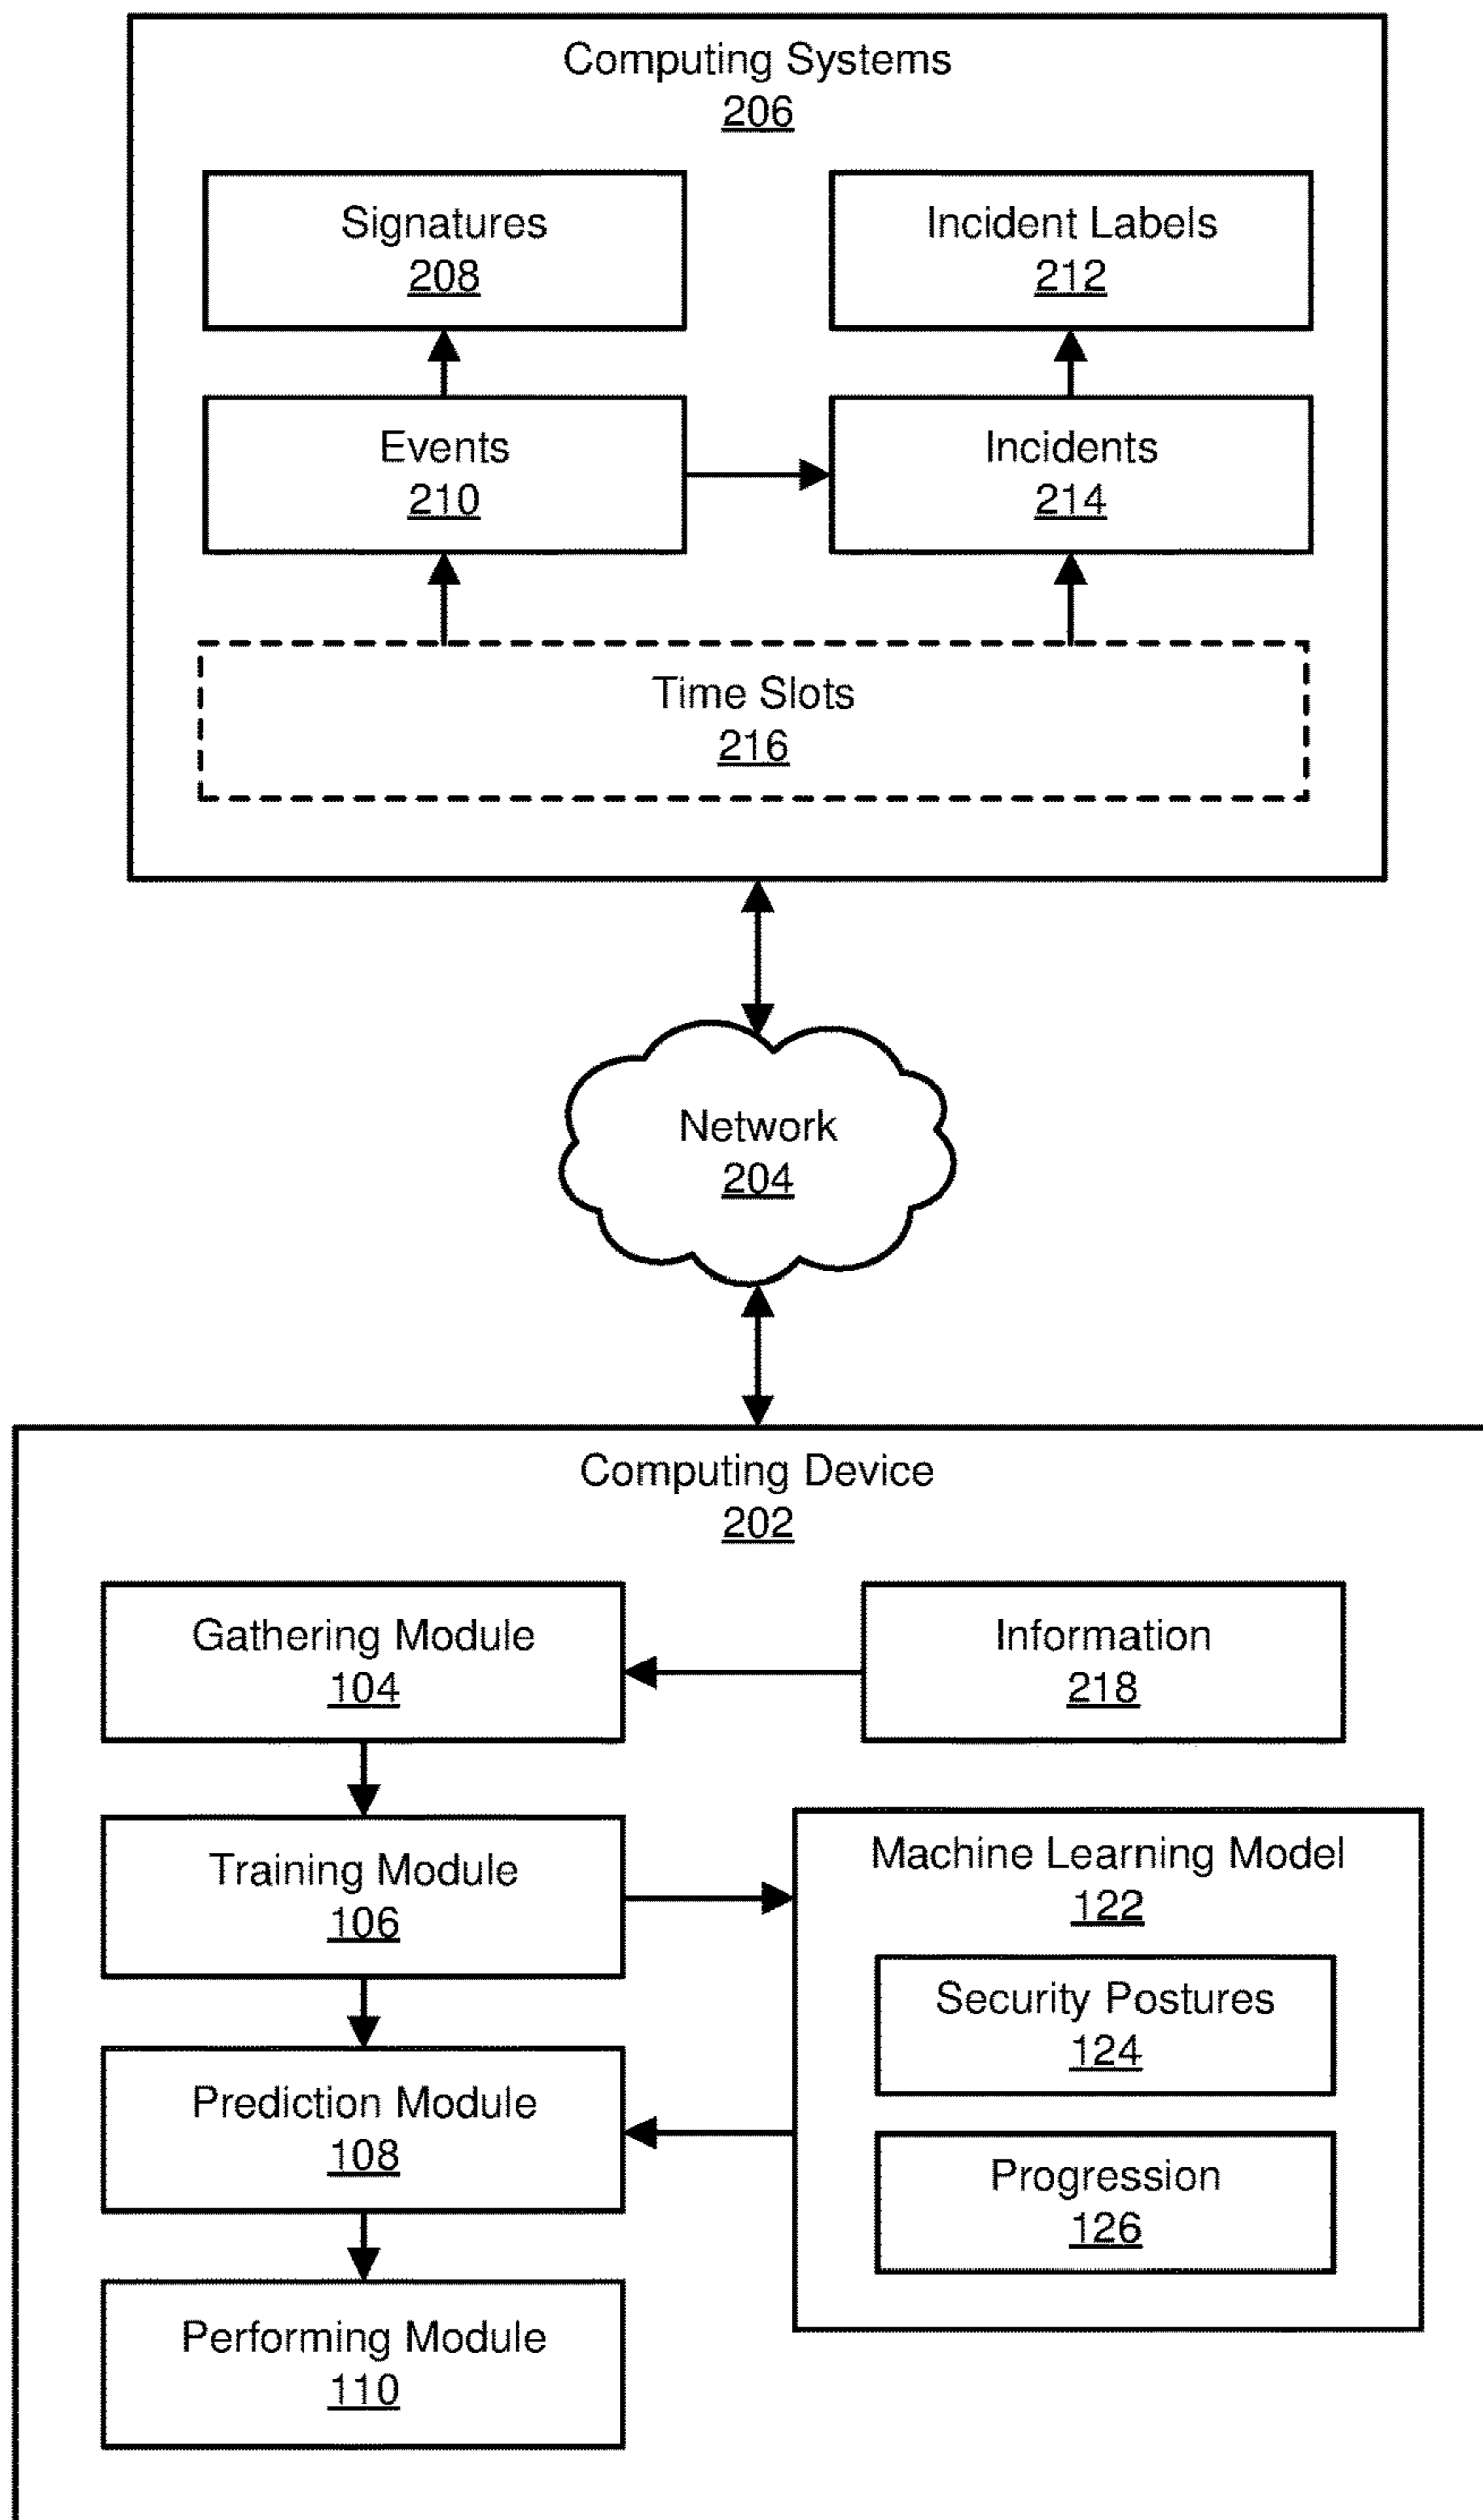 Computing Systems
206
Signatures
208
Incident Labels
212
Events
210
Incidents
214
Time Slots
216
Network
204
Computing Device
202
Gathering Module
104
Information
218
Training Module
106
Machine Learning Model
122
Security Postures
124
Prediction Module
108
Progression
126
Performing Module
110